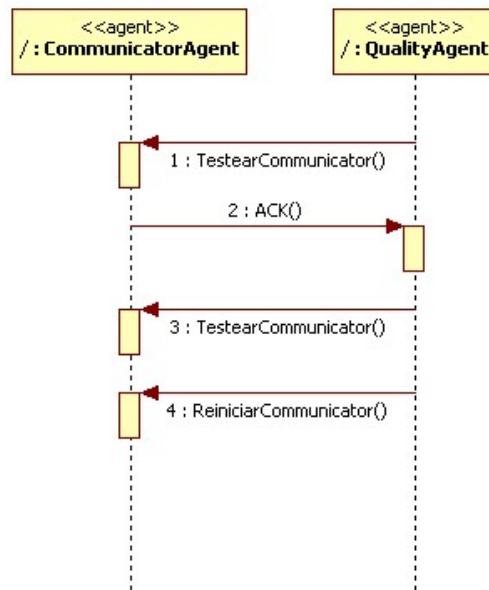 <<agent>>
/ : CommunicatorAgent
<<agent>>
/ : QualityAgent
1 : TestearCommunicator()
2 : ACK()
3 : TestearCommunicator()
4 : ReiniciarCommunicator()